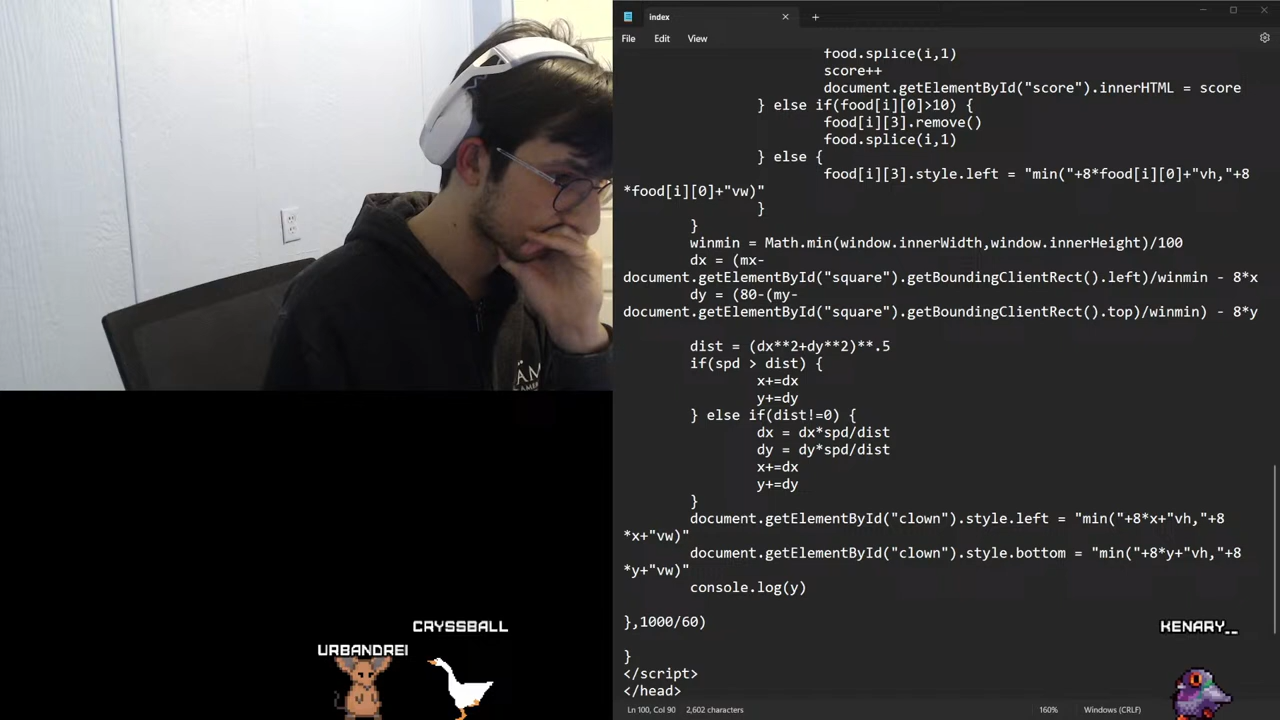 index
File
Edit
View
food.splice(i,1)
score++
document.getElementById("score").innerHTML = score
} else if(food[i][0]>10) {
food[i][3].remove()
food.splice(i,1)
} else {
food[i][3].style.left = "min("+8*food[i][0]+"vh,"+8
*food[i][0]+"vw)"
}
}
winmin = Math.min(window.innerWidth,window.innerHeight)/100
dx = (mx-
document.getElementById("square").getBoundingClientRect().left)/winmin - 8*x
dy = (80-(my-
document.getElementById("square").getBoundingClientRect().top)/winmin) - 8*y
dist = (dx**2+dy**2)**.5
if(spd > dist) {
x+=dx
y+=dy
} else if(dist!=0) {
dx = dx*spd/dist
dy = dy*spd/dist
x+=dx
y+=dy
}
document.getElementById("clown").style.left = "min("+8*x+"vh,"+8
*x+"vw)"
document.getElementById("clown").style.bottom = "min("+8*y+"vh,"+8
*y+"vw)"
console.log(y)
},1000/60)
}
</script>
</head>
Ln 100, Col 90
2,602 characters
160%
Windows (CRLF)
CRYSSBALL
URBANDREI
KENARY__